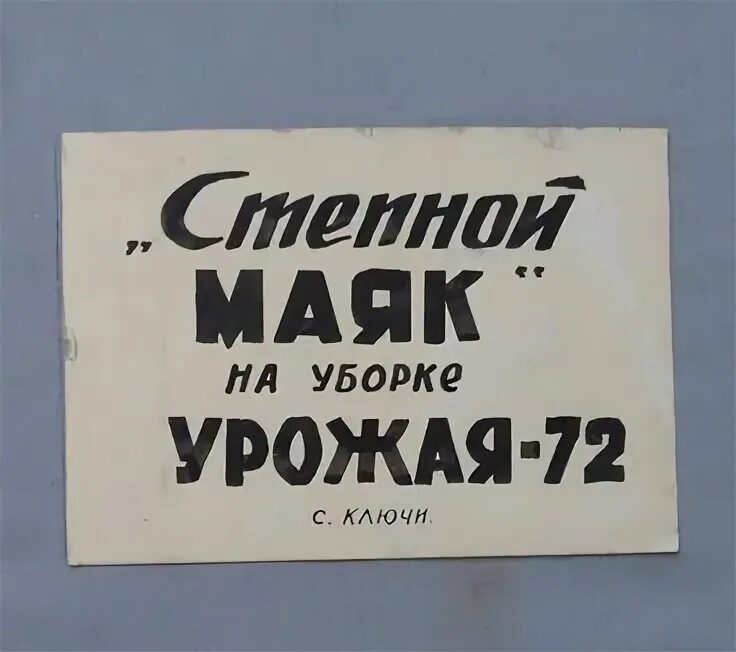 „Степной
МАЯК“
НА УБОРКЕ
УРОЖАЯ-72
С. КЛЮЧИ.